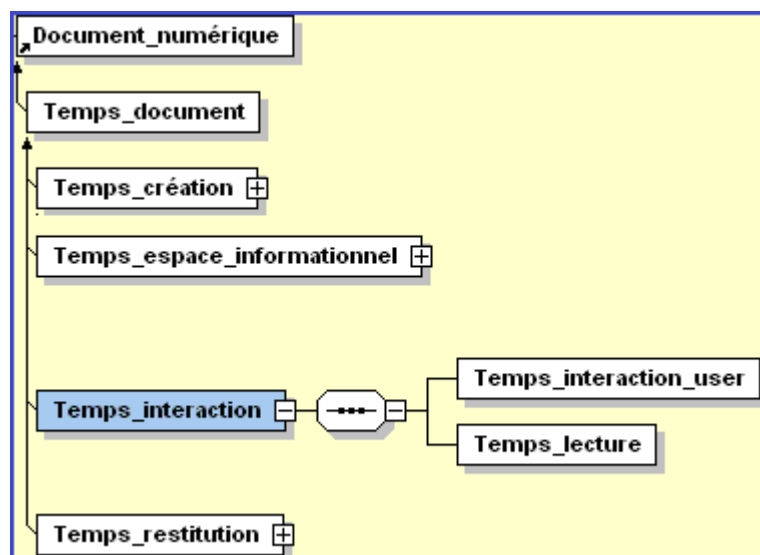 Document_numérique
Temps_document
Temps_création
Temps_espace_informationnel
Temps_interaction
Temps_interaction_user
Temps_lecture
Temps_restitution